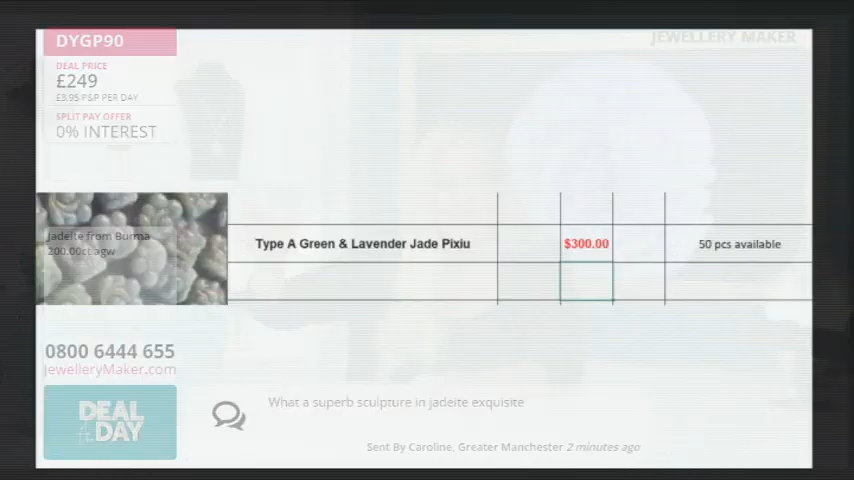 DYGP90
JEWELLERY MAKER
DEAL PRICE
£249
£3.95 P&P PER DAY
SPLIT PAY OFFER
0% INTEREST
Jadeite from Burma
200.00ct agw
Type A Green & Lavender Jade Pixiu
$300.00
50 pcs available
0800 6444 655
JewelleryMaker.com
DEAL
of the
DAY
What a superb sculpture in jadeite exquisite
Sent By Caroline, Greater Manchester 2 minutes ago